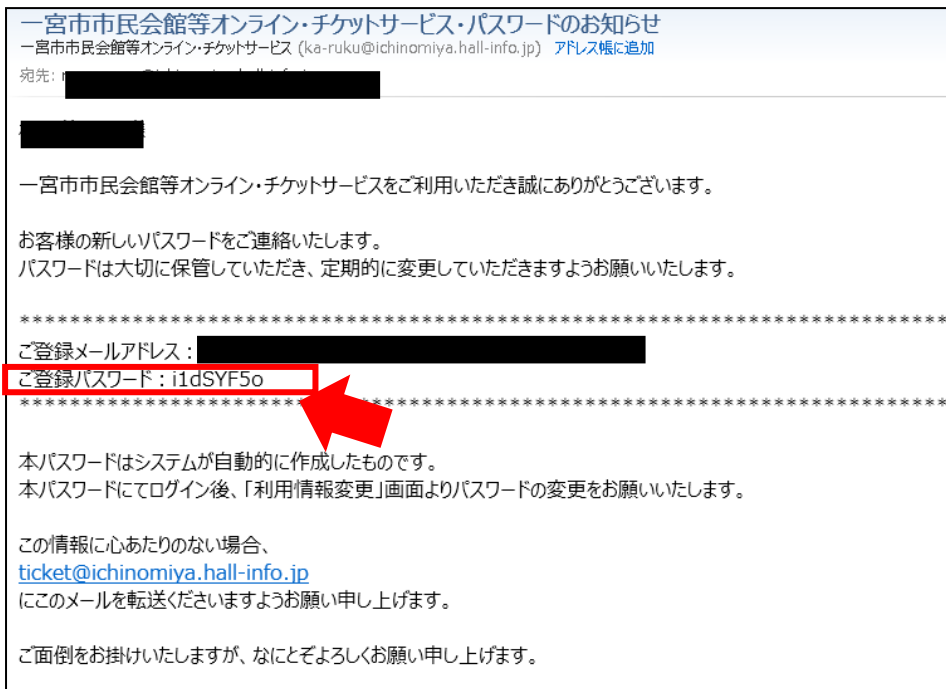 一宮市市民会館等オンライン・チケットサービス・パスワードのお知らせ
一宮市市民会館等オンライン・チケットサービス (ka-ruku@ichinomiya.hall-info.jp) アドレス帳に追加
宛先:
一宮市市民会館等オンライン・チケットサービスをご利用いただき誠にありがとうございます。
お客様の新しいパスワードをご連絡いたします。
パスワードは大切に保管していただき、定期的に変更していただきますようお願いいたします。
******************************************************************************
ご登録メールアドレス：
ご登録パスワード：i1dSYF5o
******************************************************************************
本パスワードはシステムが自動的に作成したものです。
本パスワードにてログイン後、「利用情報変更」画面よりパスワードの変更をお願いいたします。
この情報に心あたりのない場合、
ticket@ichinomiya.hall-info.jp
にこのメールを転送くださいますようお願い申し上げます。
ご面倒をお掛けいたしますが、なにとぞよろしくお願い申し上げます。